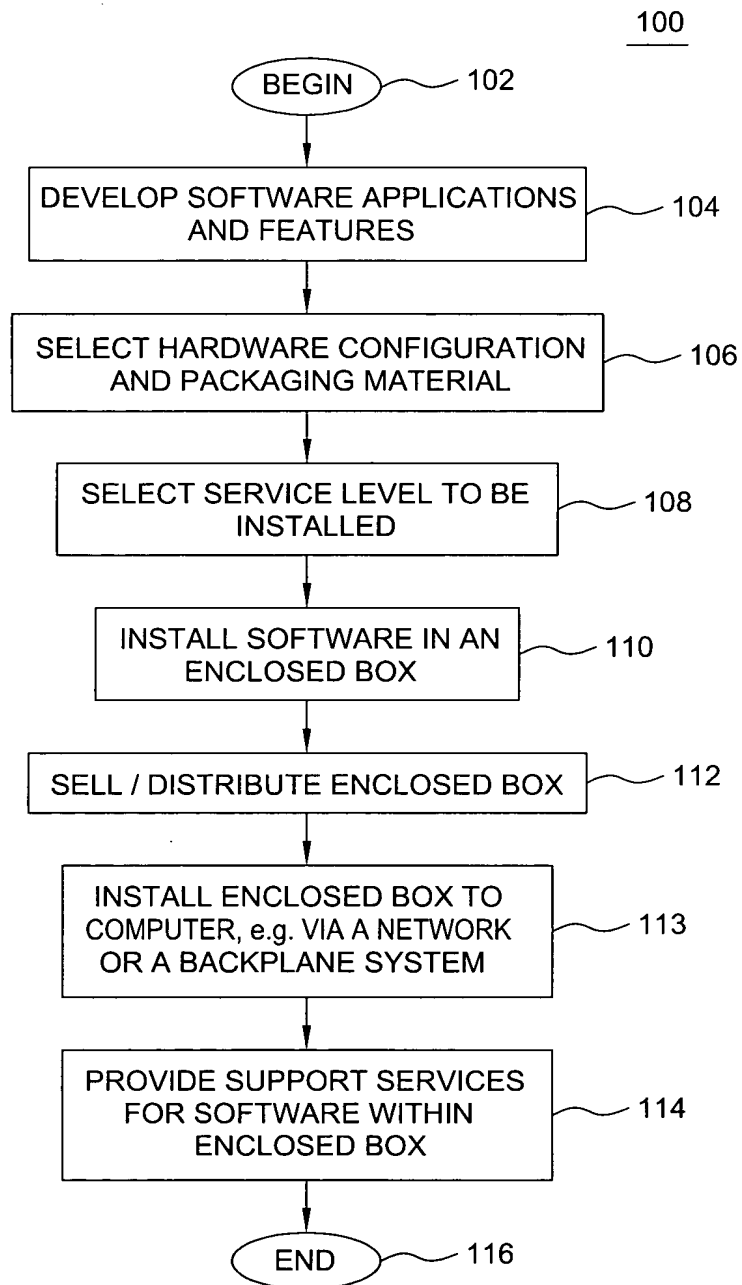 100
BEGIN
102
DEVELOP SOFTWARE APPLICATIONS
AND FEATURES
104
SELECT HARDWARE CONFIGURATION
AND PACKAGING MATERIAL
106
SELECT SERVICE LEVEL TO BE
INSTALLED
108
INSTALL SOFTWARE IN AN
ENCLOSED BOX
110
SELL / DISTRIBUTE ENCLOSED BOX
112
INSTALL ENCLOSED BOX TO
COMPUTER, e.g. VIA A NETWORK
OR A BACKPLANE SYSTEM
113
PROVIDE SUPPORT SERVICES
FOR SOFTWARE WITHIN
ENCLOSED BOX
114
END
116